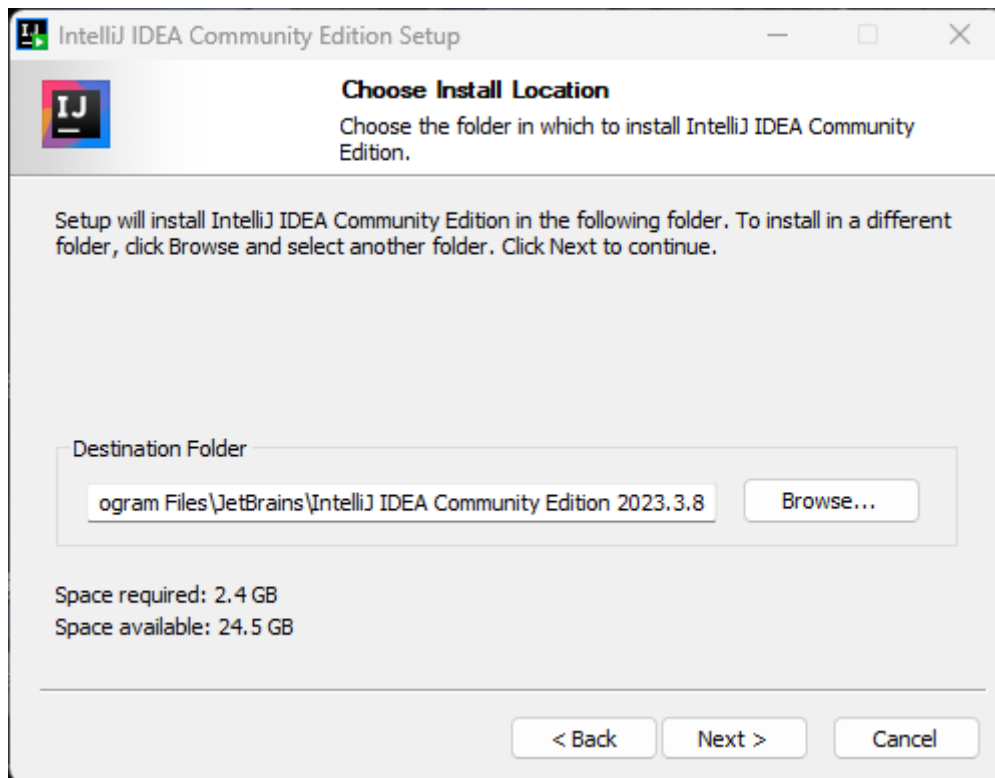 IntelliJ IDEA Community Edition Setup
IJ
Choose Install Location
Choose the folder in which to install IntelliJ IDEA Community
Edition.
Setup will install IntelliJ IDEA Community Edition in the following folder. To install in a different
folder, click Browse and select another folder. Click Next to continue.
Destination Folder
ogram Files\JetBrains\IntelliJ IDEA Community Edition 2023.3.8
Browse...
Space required: 2.4 GB
Space available: 24.5 GB
< Back
Next >
Cancel